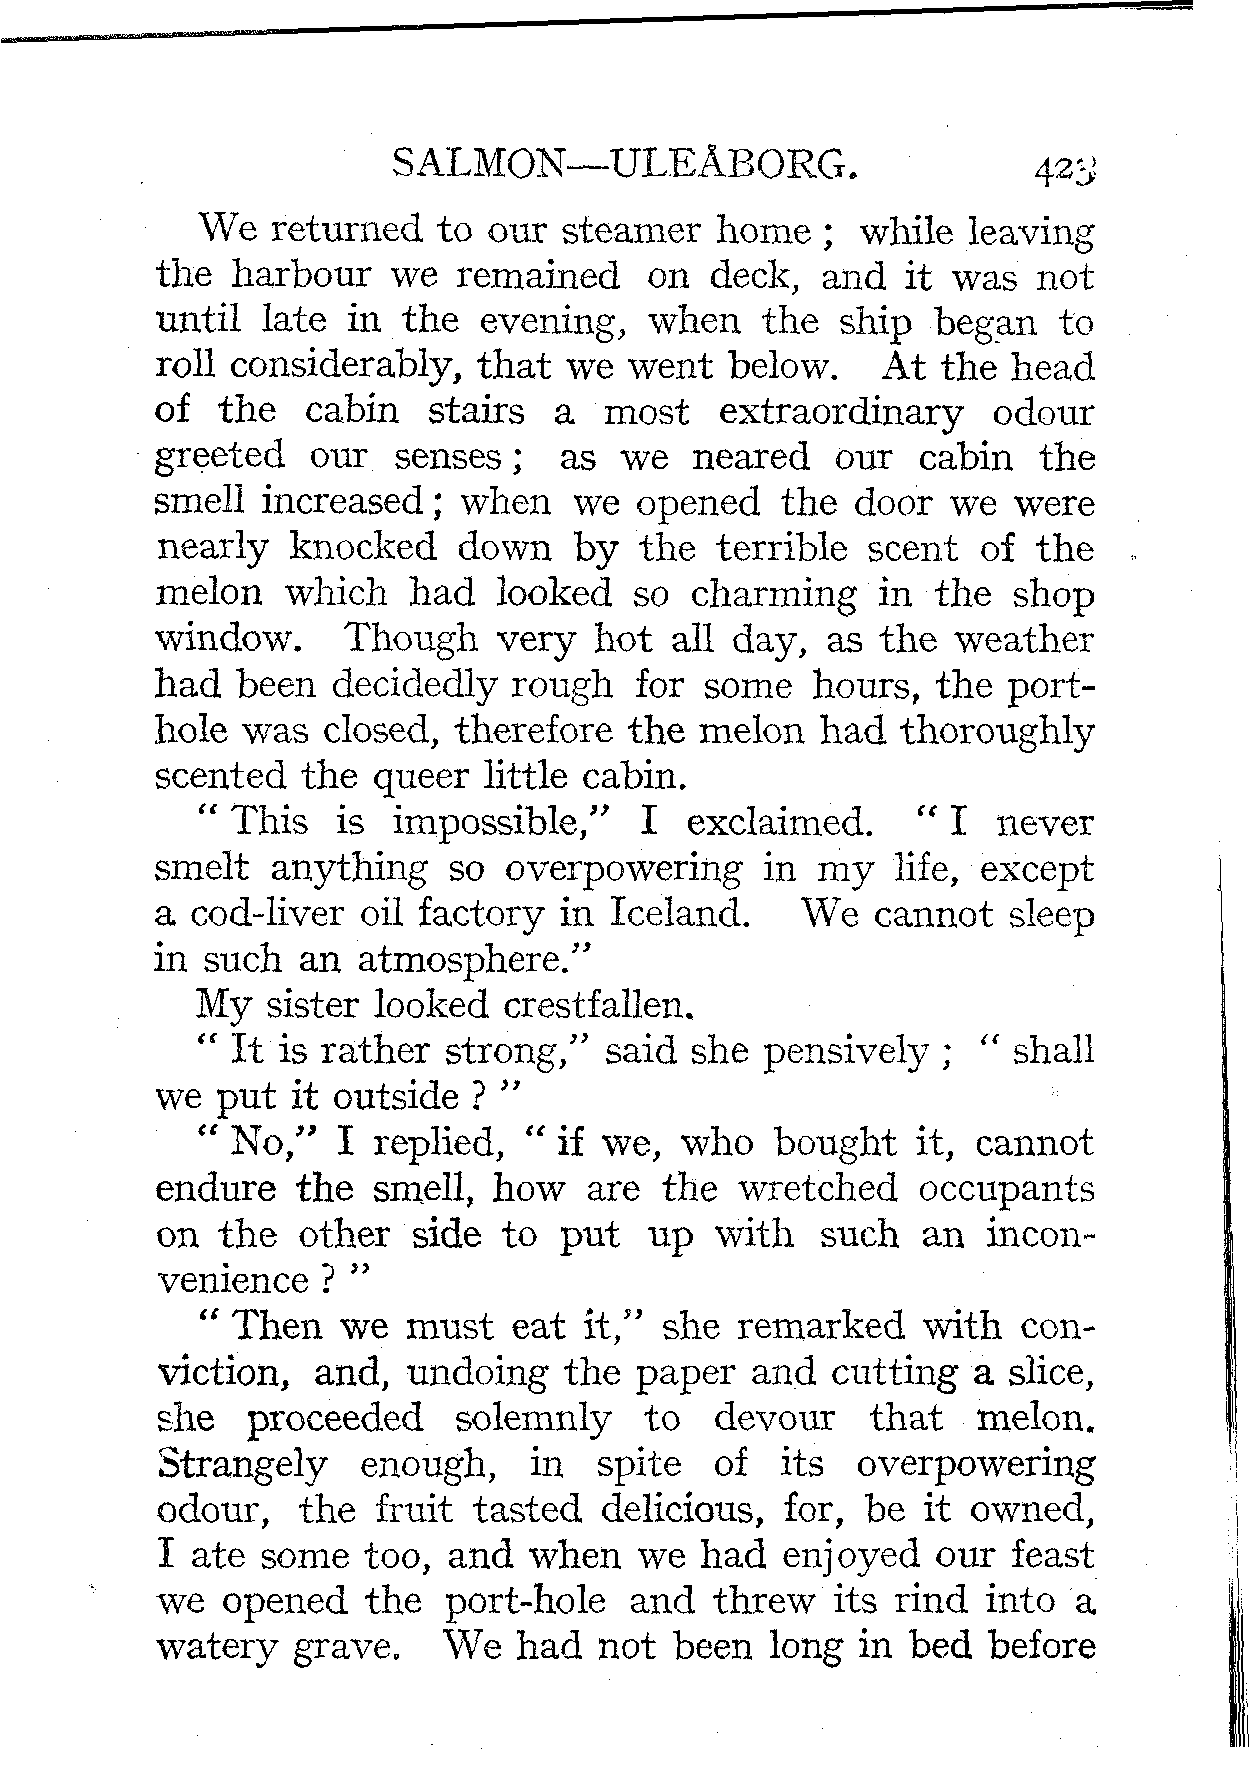 SALMON—ULEÅBORG. 423
We returned to our steamer home ; while leaving
the harbour we remained on deck, and it was not
until late in the evening, when the ship began to
roll considerably, that we went below. At the head
of the cabin stairs a most extraordinary odour
greeted our senses ; as we neared our cabin the
smell increased ; when we opened the door we were
nearly knocked down by the terrible scent of the
melon which had looked so charming in the shop
window. Though very hot all day, as the weather
had been decidedly rough for some hours, the port-
hole was closed, therefore the melon had thoroughly
scented the queer little cabin.
“ This is impossible,” I exclaimed. “ I never
smelt anything so overpowering in my life, except
a cod-liver oil factory in Iceland. We cannot sleep
in such an atmosphere.”
My sister looked crestfallen.
“ It is rather strong,” said she pensively ; “ shall
we put it outside ? ”
“ No,” I replied, “ if we, who bought it, cannot
endure the smell, how are the wretched occupants
on the other side to put up with such an incon-
venience ? ”
“ Then we must eat it,” she remarked with con-
viction, and, undoing the paper and cutting a slice,
she proceeded solemnly to devour that melon.
Strangely enough, in spite of its overpowering
odour, the fruit tasted delicious, for, be it owned,
I ate some too, and when we had enjoyed our feast
we opened the port-hole and threw its rind into a
watery grave. We had not been long in bed before